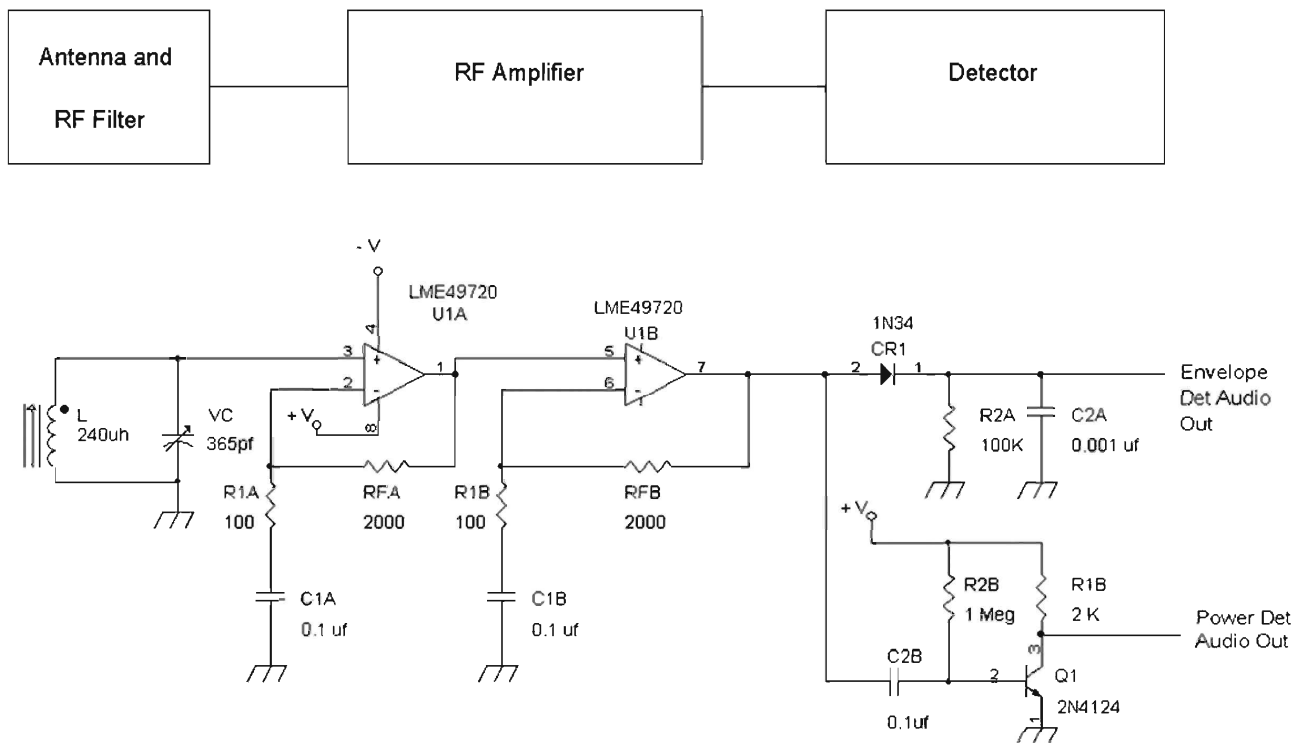 Antenna and
RF Filter
RF Amplifier
Detector
- V
LME49720
U1A
LME49720
U1B
1N34
CR1
4
3
+
1
2
-
8
5
+
7
6
-
2
1
Envelope
Det Audio
Out
L
240uh
VC
365pf
+ V
R2A
100K
C2A
0.001 uf
R1A
100
RFA
2000
R1B
100
RFB
2000
+ V
C1A
0.1 uf
C1B
0.1 uf
R2B
1 Meg
R1B
2 K
Power Det
Audio Out
3
C2B
0.1uf
2
Q1
2N4124
1